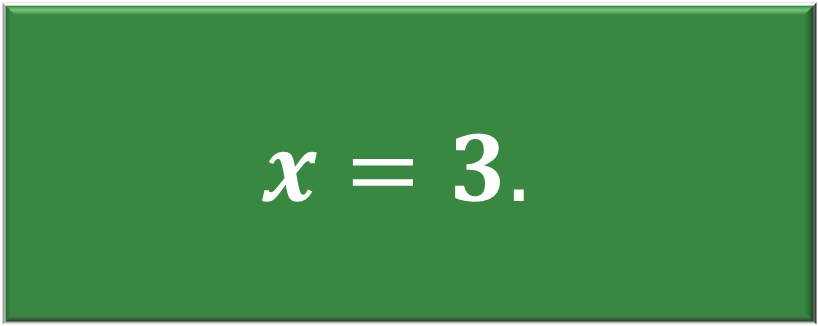 x = 3.